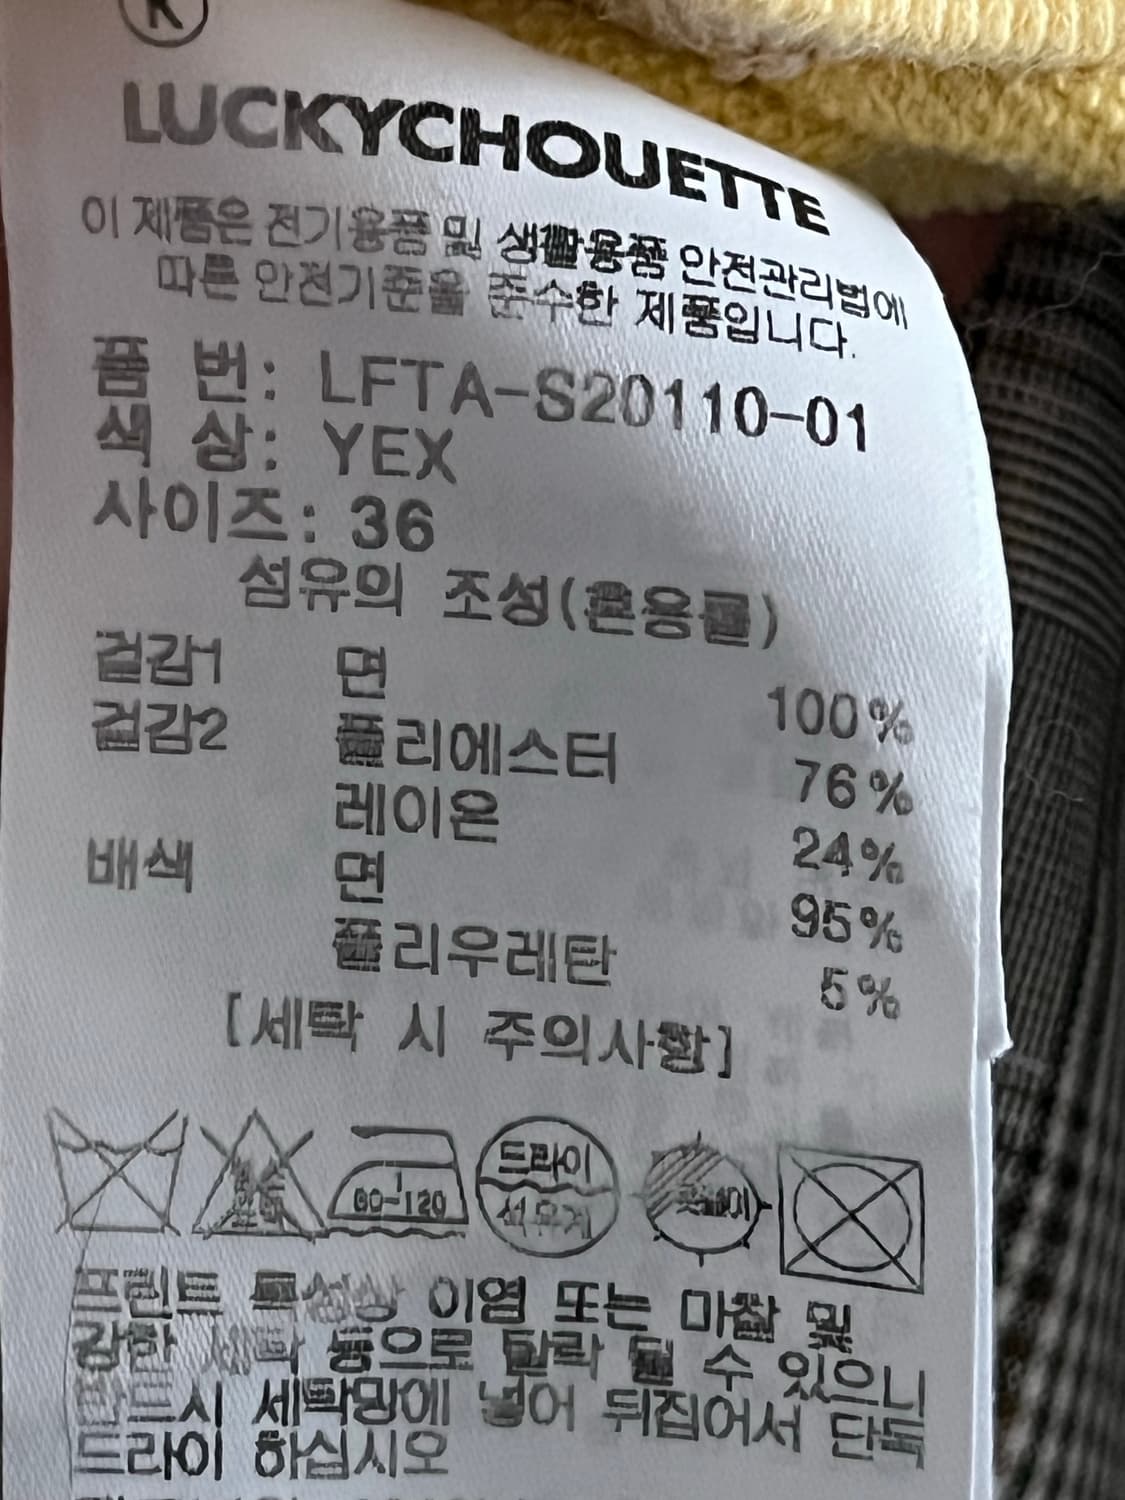 K
LUCKYCHOUETTE
이 제품은 전기용품 및 생활용품 안전관리법에
따른 안전기준을 준수한 제품입니다.
품 번: LFTA-S20110-01
색 상: YEX
사이즈: 36
섬유의 조성(혼용률)
겉감1 면 100%
겉감2 폴리에스터 76%
레이온 24%
배색 면 95%
폴리우레탄 5%
[세탁 시 주의사항]
1
80-120
드라이
석유계
프린트 특성상 이염 또는 마찰 및
강한 세탁 등으로 탈락 될 수 있으니
반드시 세탁망에 넣어 뒤집어서 단독
드라이 하십시오